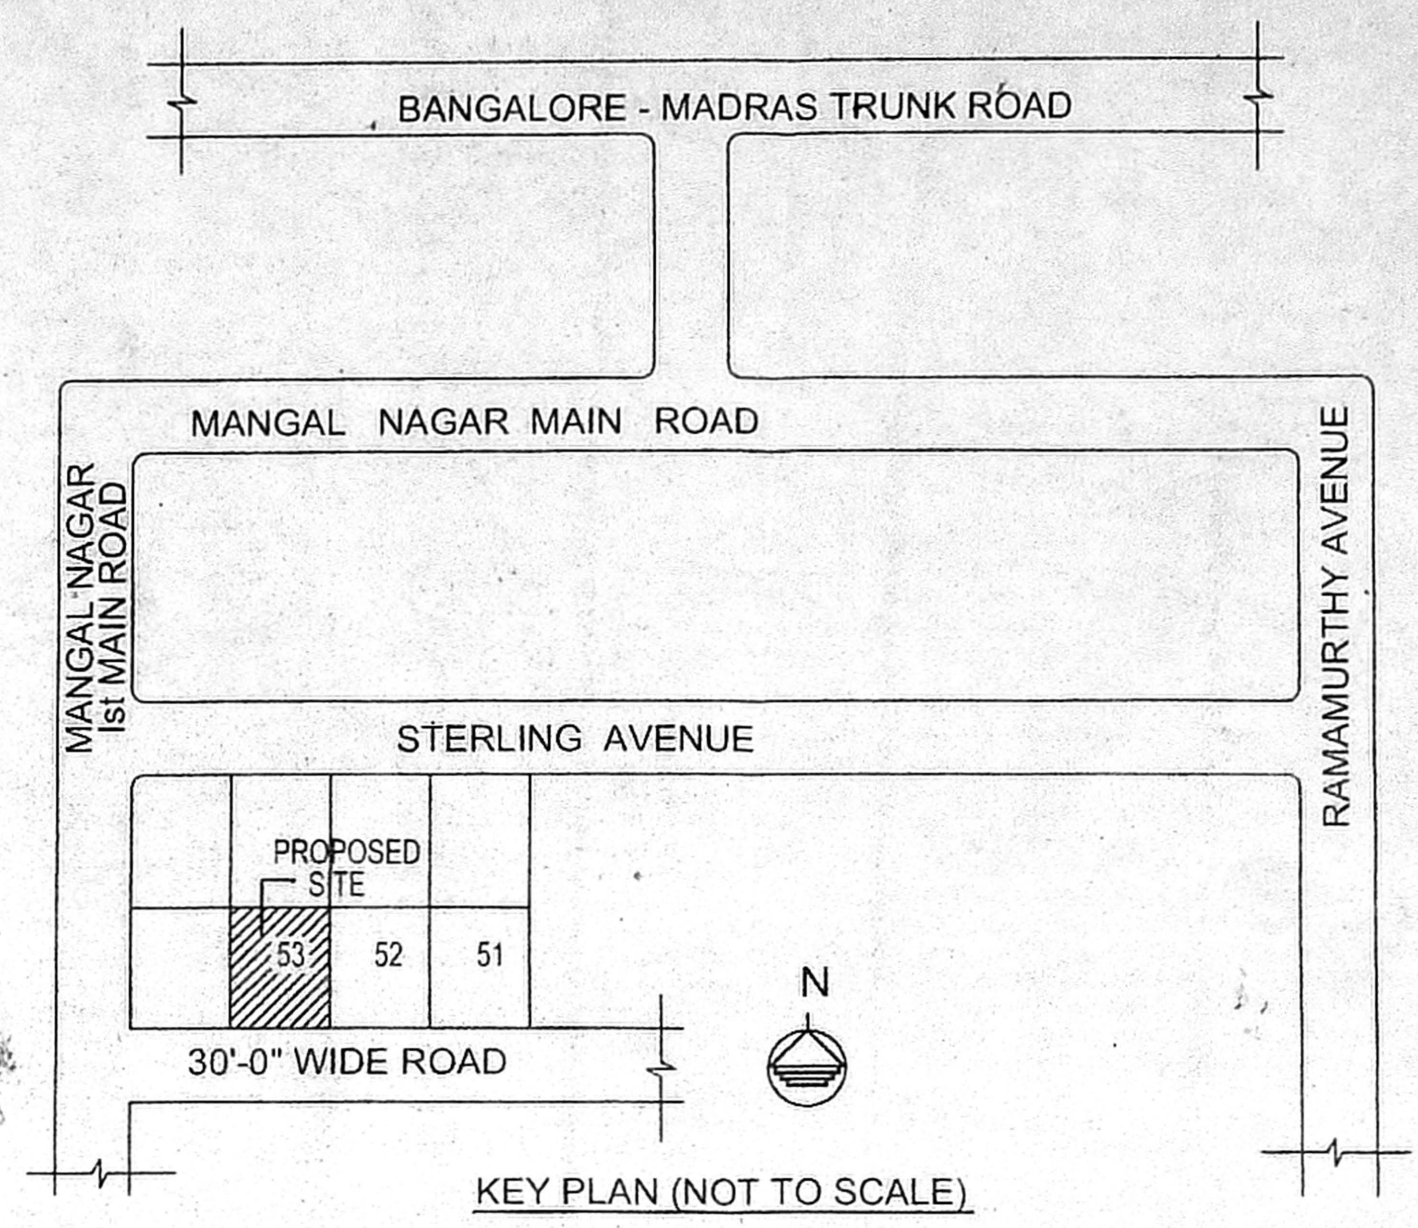 BANGALORE - MADRAS TRUNK ROAD
MANGAL NAGAR MAIN ROAD
MANGAL NAGAR
Ist MAIN ROAD
RAMAMURTHY AVENUE
STERLING AVENUE
PROPOSED
SITE
53
52
51
N
30'-0" WIDE ROAD
KEY PLAN (NOT TO SCALE)